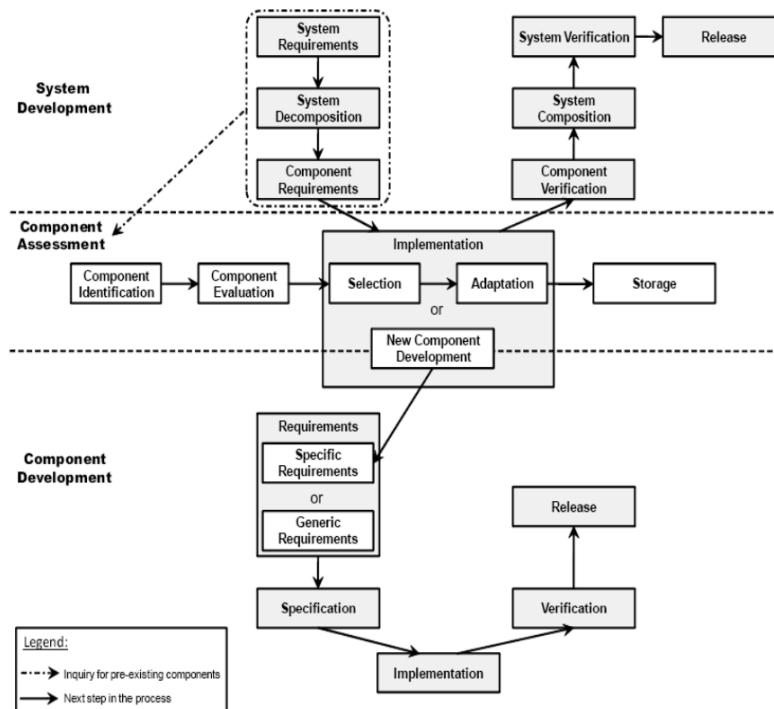 System
Requirements
System Verification
Release
System
Development
System
Decomposition
System
Composition
Component
Requirements
Component
Verification
Component
Assessment
Implementation
Component
Identification
Component
Evaluation
Selection
Adaptation
Storage
or
New Component
Development
Requirements
Specific
Requirements
Component
Development
or
Generic
Requirements
Release
Specification
Verification
Implementation
Legend:
Inquiry for pre-existing components
Next step in the process